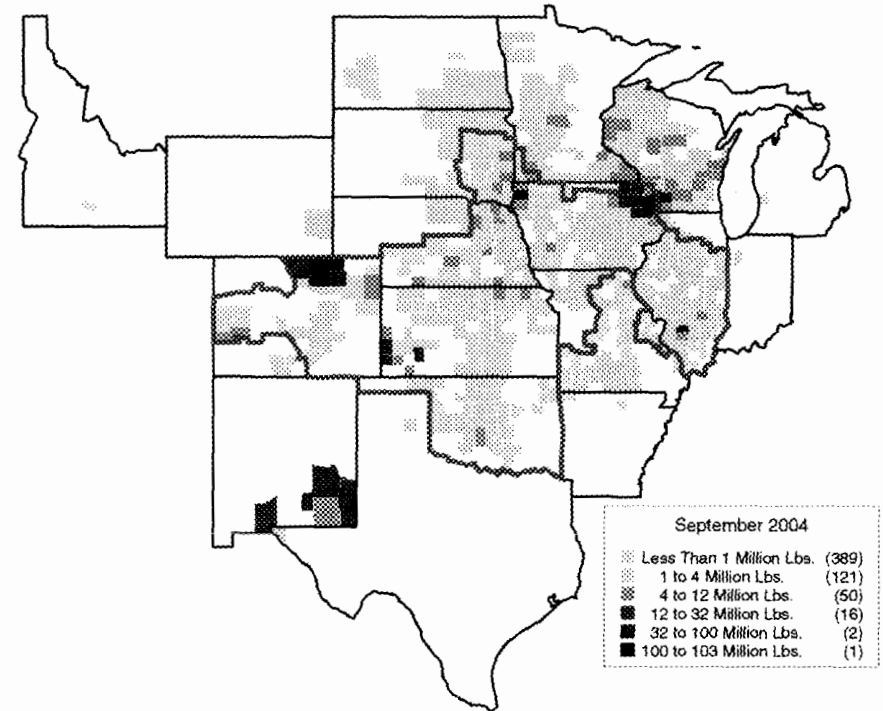 September 2004
Less Than 1 Million Lbs. (389)
1 to 4 Million Lbs. (121)
4 to 12 Million Lbs. (50)
12 to 32 Million Lbs. (16)
32 to 100 Million Lbs. (2)
100 to 103 Million Lbs. (1)